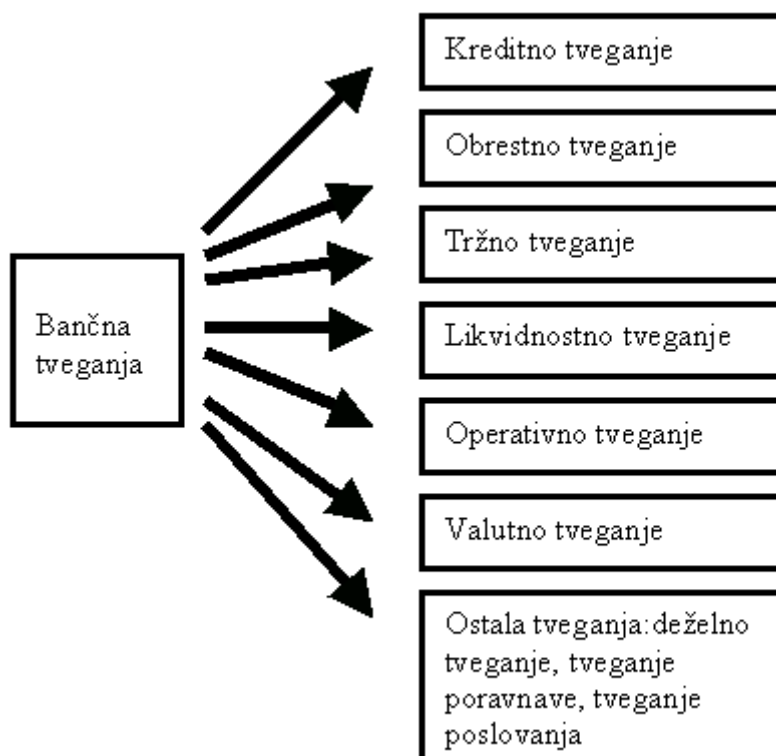 Bančna
tveganja
Kreditno tveganje
Obrestno tveganje
Tržno tveganje
Likvidnostno tveganje
Operativno tveganje
Valutno tveganje
Ostala tveganja:deželno
tveganje, tveganje
poravnave, tveganje
poslovanja